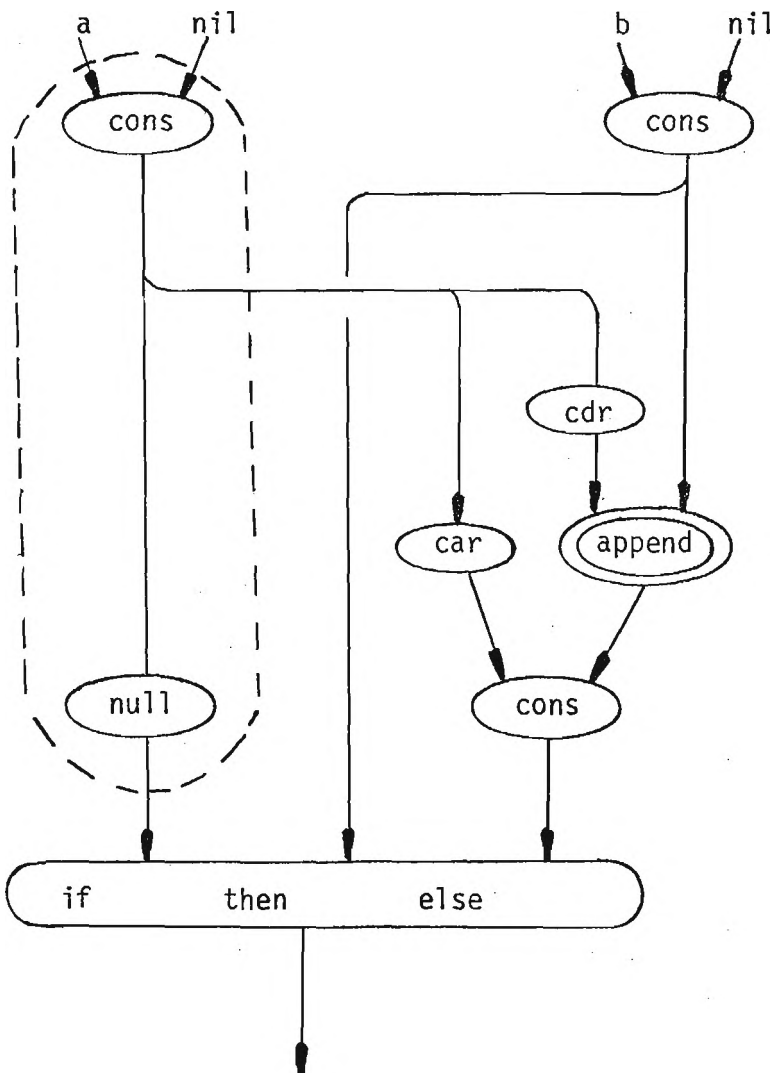 a nil b nil
cons cons
cdr
car append
null cons
if then else